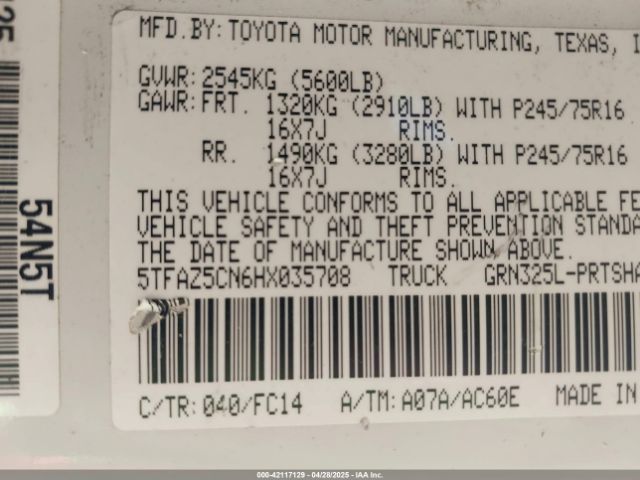 MFD.BY:TOYOTA MOTOR MANUFACTURING, TEXAS, I
GVWR:2545KG (5600LB)
GAWR:FRT. 1320KG (2910LB) WITH P245/75R16
16X7J RIMS.
RR. 1490KG (3280LB) WITH P245/75R16
16X7J RIMS.
THIS VEHICLE CONFORMS TO ALL APPLICABLE FE
VEHICLE SAFETY AND THEFT PREVENTION STANDA
THE DATE OF MANUFACTURE SHOWN ABOVE.
5TFAZ5CN6HX035708 TRUCK GRN325L-PRTSHA
C/TR:040/FC14 A/TM:A07A/AC60E MADE IN
54N5T
000-42117129 04/28/2025 IAA Inc.